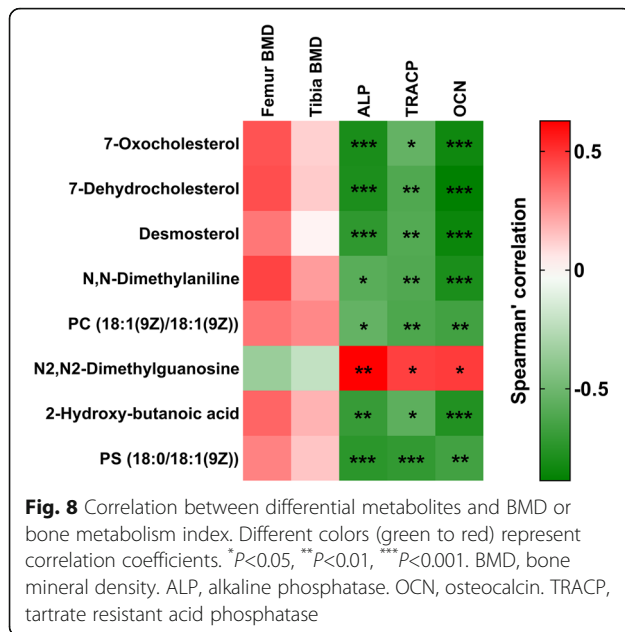 Femur BMD
Tibia BMD
ALP
TRACP
OCN
7-Oxocholesterol *** * ***
7-Dehydrocholesterol *** ** ***
Desmosterol *** ** ***
N,N-Dimethylaniline * ** ***
PC (18:1(9Z)/18:1(9Z)) * ** **
N2,N2-Dimethylguanosine ** * *
2-Hydroxy-butanoic acid ** * ***
PS (18:0/18:1(9Z)) *** *** **
0.5
0
-0.5
Spearman' correlation
Fig. 8 Correlation between differential metabolites and BMD or
bone metabolism index. Different colors (green to red) represent
correlation coefficients. *P<0.05, **P<0.01, ***P<0.001. BMD, bone
mineral density. ALP, alkaline phosphatase. OCN, osteocalcin. TRACP,
tartrate resistant acid phosphatase